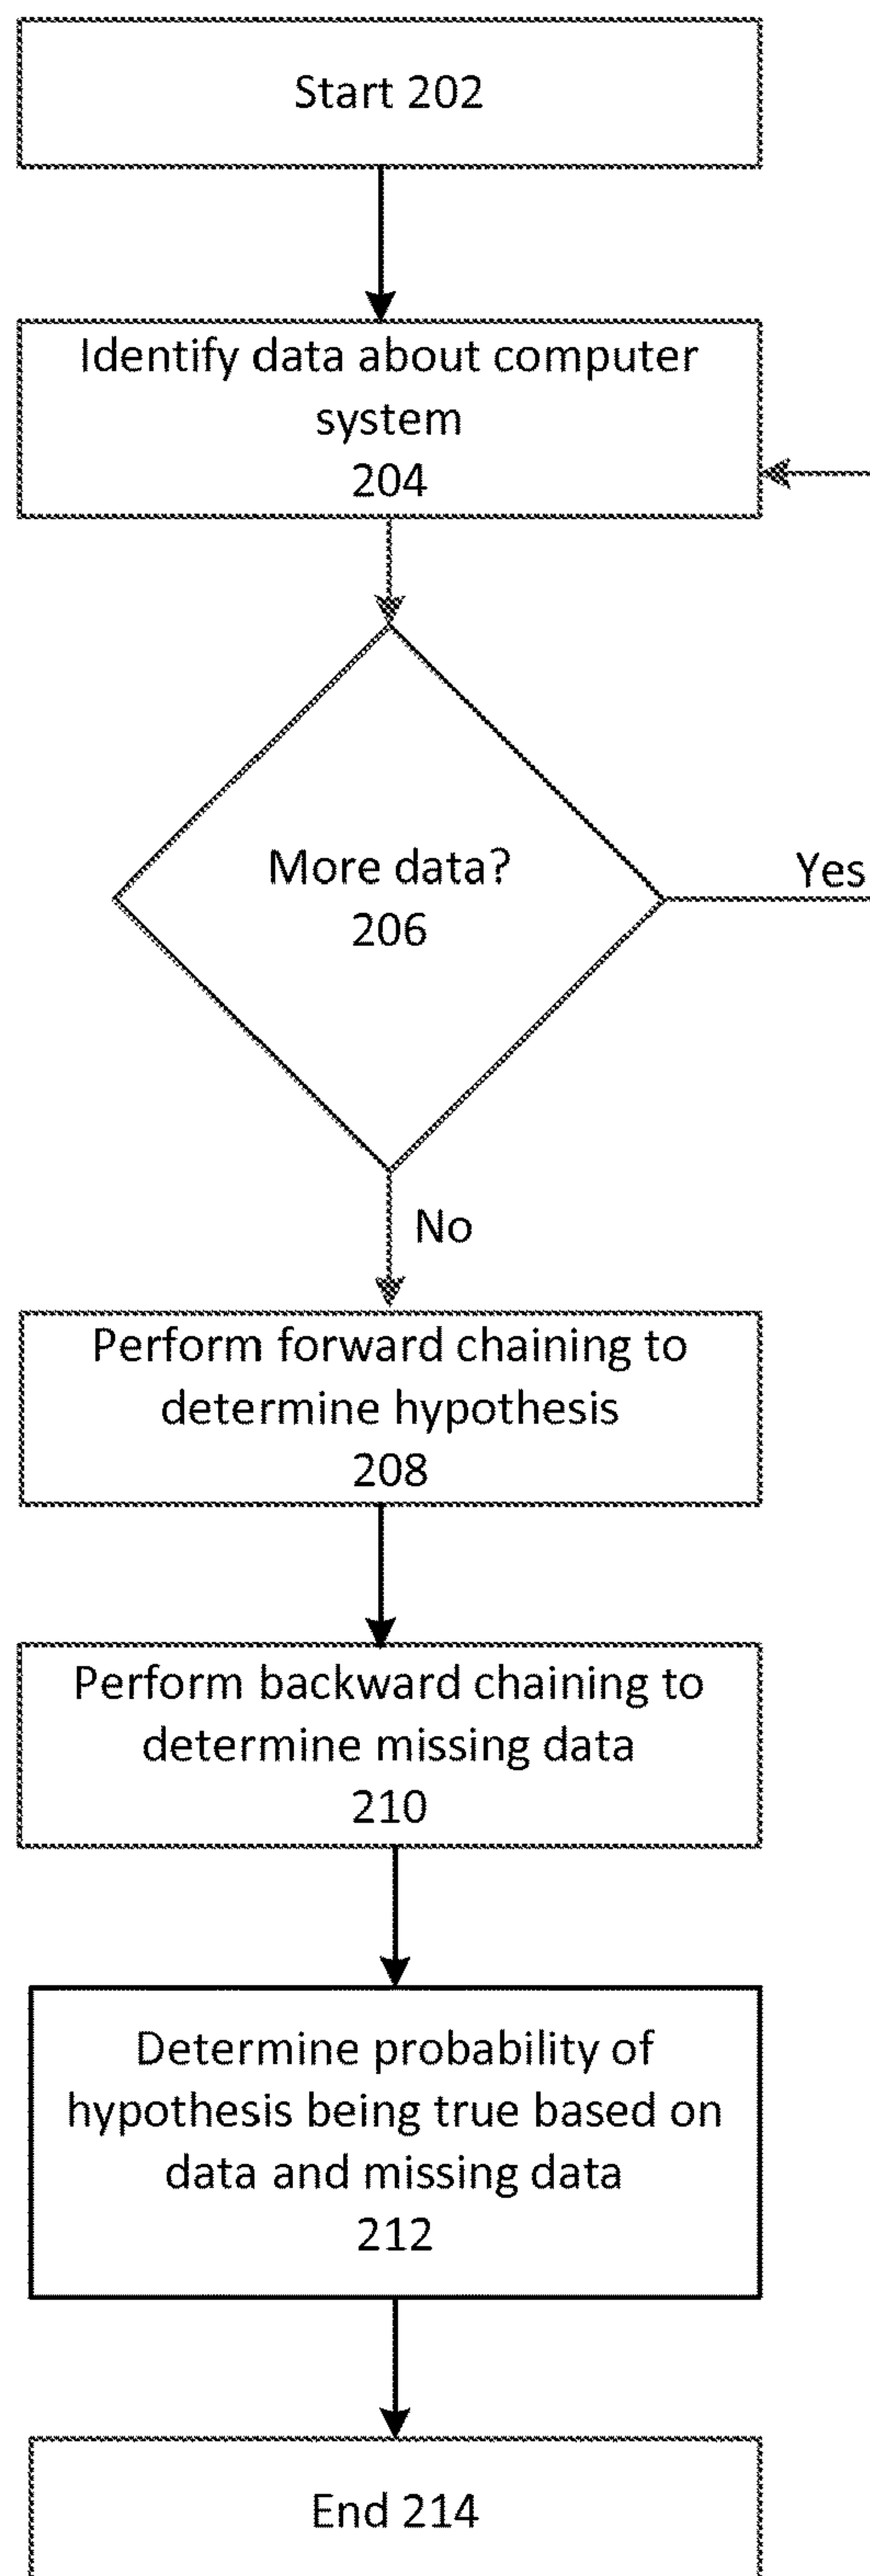 Start 202
Identify data about computer
system
204
More data?
206
Yes
No
Perform forward chaining to
determine hypothesis
208
Perform backward chaining to
determine missing data
210
Determine probability of
hypothesis being true based on
data and missing data
212
End 214